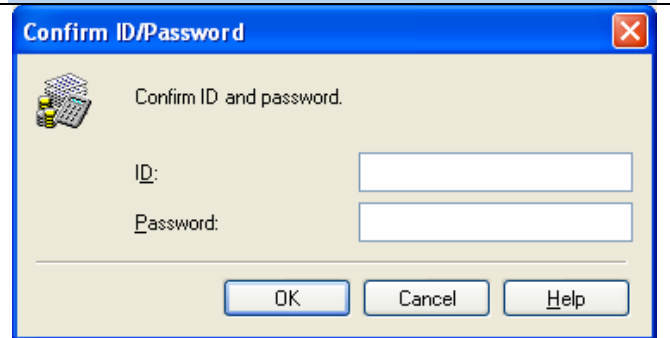 Confirm ID/Password
Confirm ID and password.
ID:
Password:
OK Cancel Help